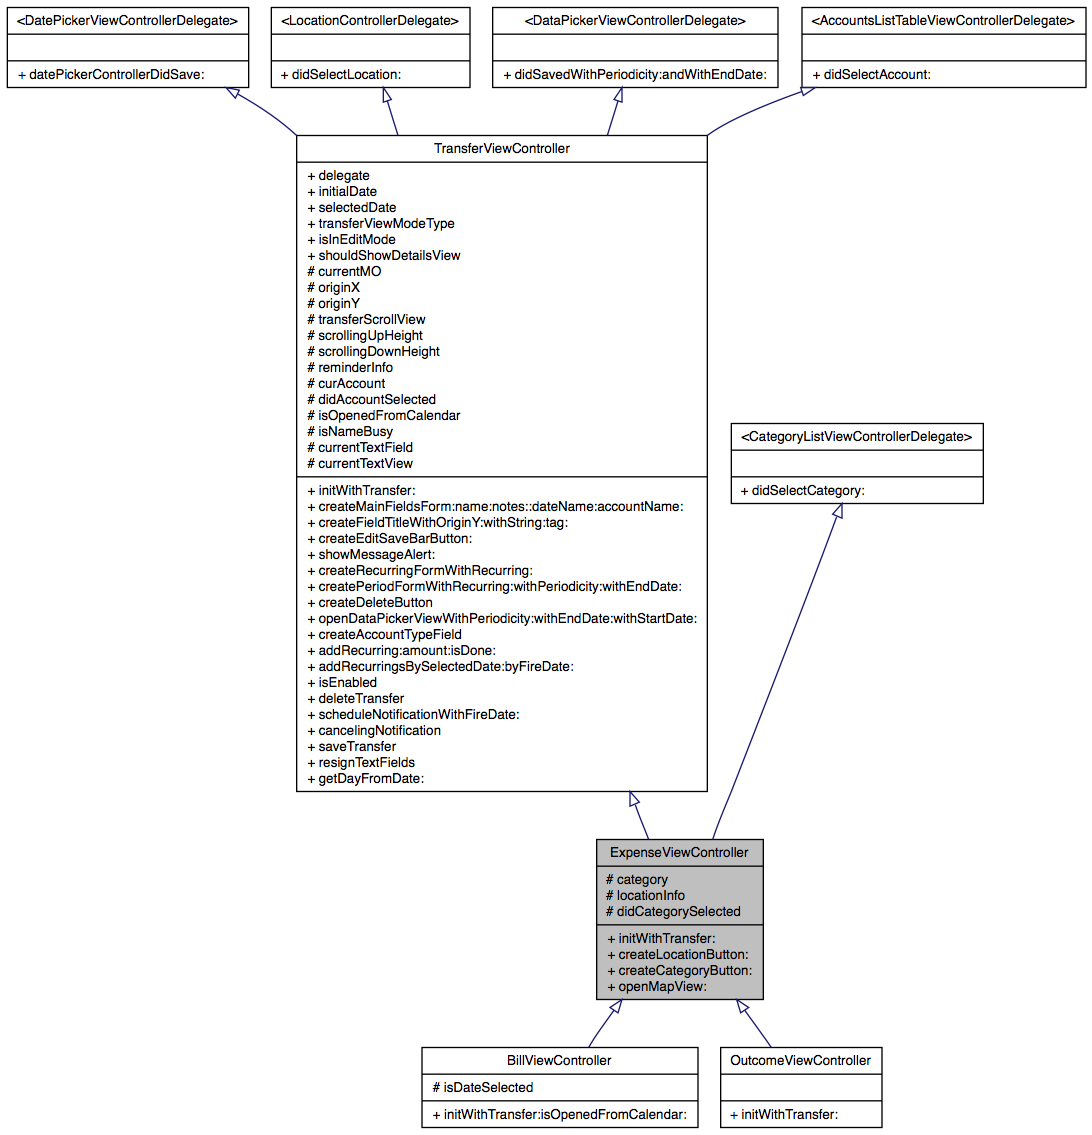 <DatePickerViewControllerDelegate>
+ datePickerControllerDidSave:
<LocationControllerDelegate>
+ didSelectLocation:
<DataPickerViewControllerDelegate>
+ didSavedWithPeriodicity:andWithEndDate:
<AccountsListTableViewControllerDelegate>
+ didSelectAccount:
TransferViewController
+ delegate
+ initialDate
+ selectedDate
+ transferViewModeType
+ isInEditMode
+ shouldShowDetailsView
# currentMO
# originX
# originY
# transferScrollView
# scrollingUpHeight
# scrollingDownHeight
# reminderInfo
# curAccount
# didAccountSelected
# isOpenedFromCalendar
# isNameBusy
# currentTextField
# currentTextView
+ initWithTransfer:
+ createMainFieldsForm:name:notes::dateName:accountName:
+ createFieldTitleWithOriginY:withString:tag:
+ createEditSaveBarButton:
+ showMessageAlert:
+ createRecurringFormWithRecurring:
+ createPeriodFormWithRecurring:withPeriodicity:withEndDate:
+ createDeleteButton
+ openDataPickerViewWithPeriodicity:withEndDate:withStartDate:
+ createAccountTypeField
+ addRecurring:amount:isDone:
+ addRecurringsBySelectedDate:byFireDate:
+ isEnabled
+ deleteTransfer
+ scheduleNotificationWithFireDate:
+ cancelingNotification
+ saveTransfer
+ resignTextFields
+ getDayFromDate:
<CategoryListViewControllerDelegate>
+ didSelectCategory:
ExpenseViewController
# category
# locationInfo
# didCategorySelected
+ initWithTransfer:
+ createLocationButton:
+ createCategoryButton:
+ openMapView:
BillViewController
# isDateSelected
+ initWithTransfer:isOpenedFromCalendar:
OutcomeViewController
+ initWithTransfer: